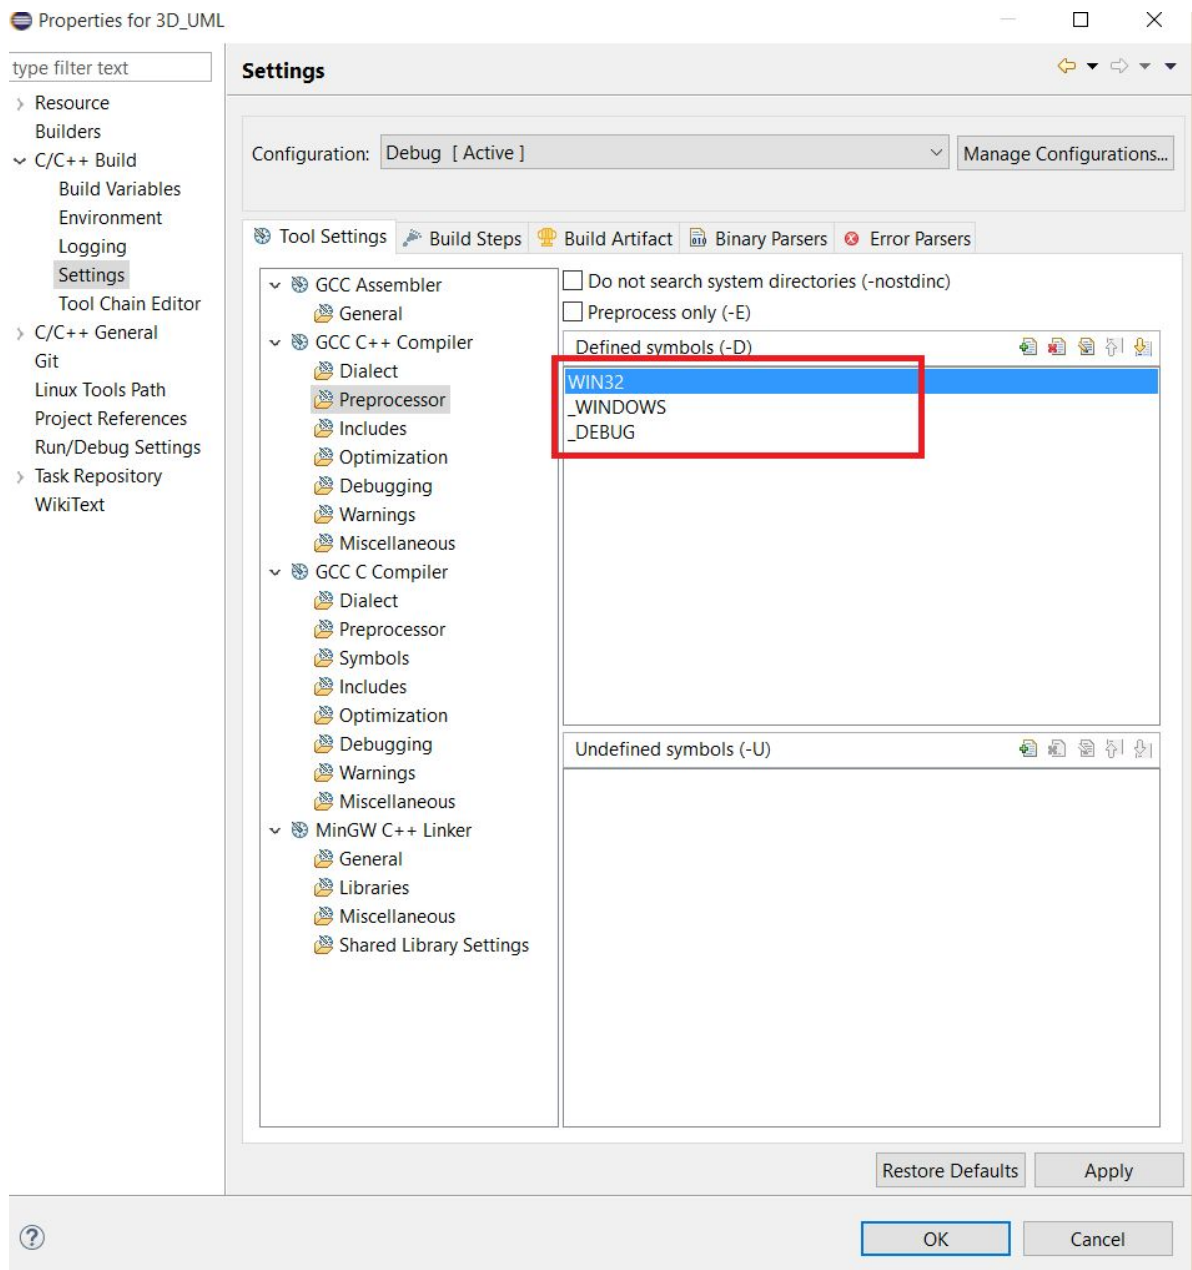 Properties for 3D_UML
type filter text
Resource
Builders
C/C++ Build
Build Variables
Environment
Logging
Settings
Tool Chain Editor
C/C++ General
Git
Linux Tools Path
Project References
Run/Debug Settings
Task Repository
WikiText
Settings
Configuration: Debug [ Active ] Manage Configurations...
Tool Settings Build Steps Build Artifact Binary Parsers Error Parsers
GCC Assembler
General
GCC C++ Compiler
Dialect
Preprocessor
Includes
Optimization
Debugging
Warnings
Miscellaneous
GCC C Compiler
Dialect
Preprocessor
Symbols
Includes
Optimization
Debugging
Warnings
Miscellaneous
MinGW C++ Linker
General
Libraries
Miscellaneous
Shared Library Settings
Do not search system directories (-nostdinc)
Preprocess only (-E)
Defined symbols (-D)
WIN32
_WINDOWS
_DEBUG
Undefined symbols (-U)
Restore Defaults Apply
OK Cancel